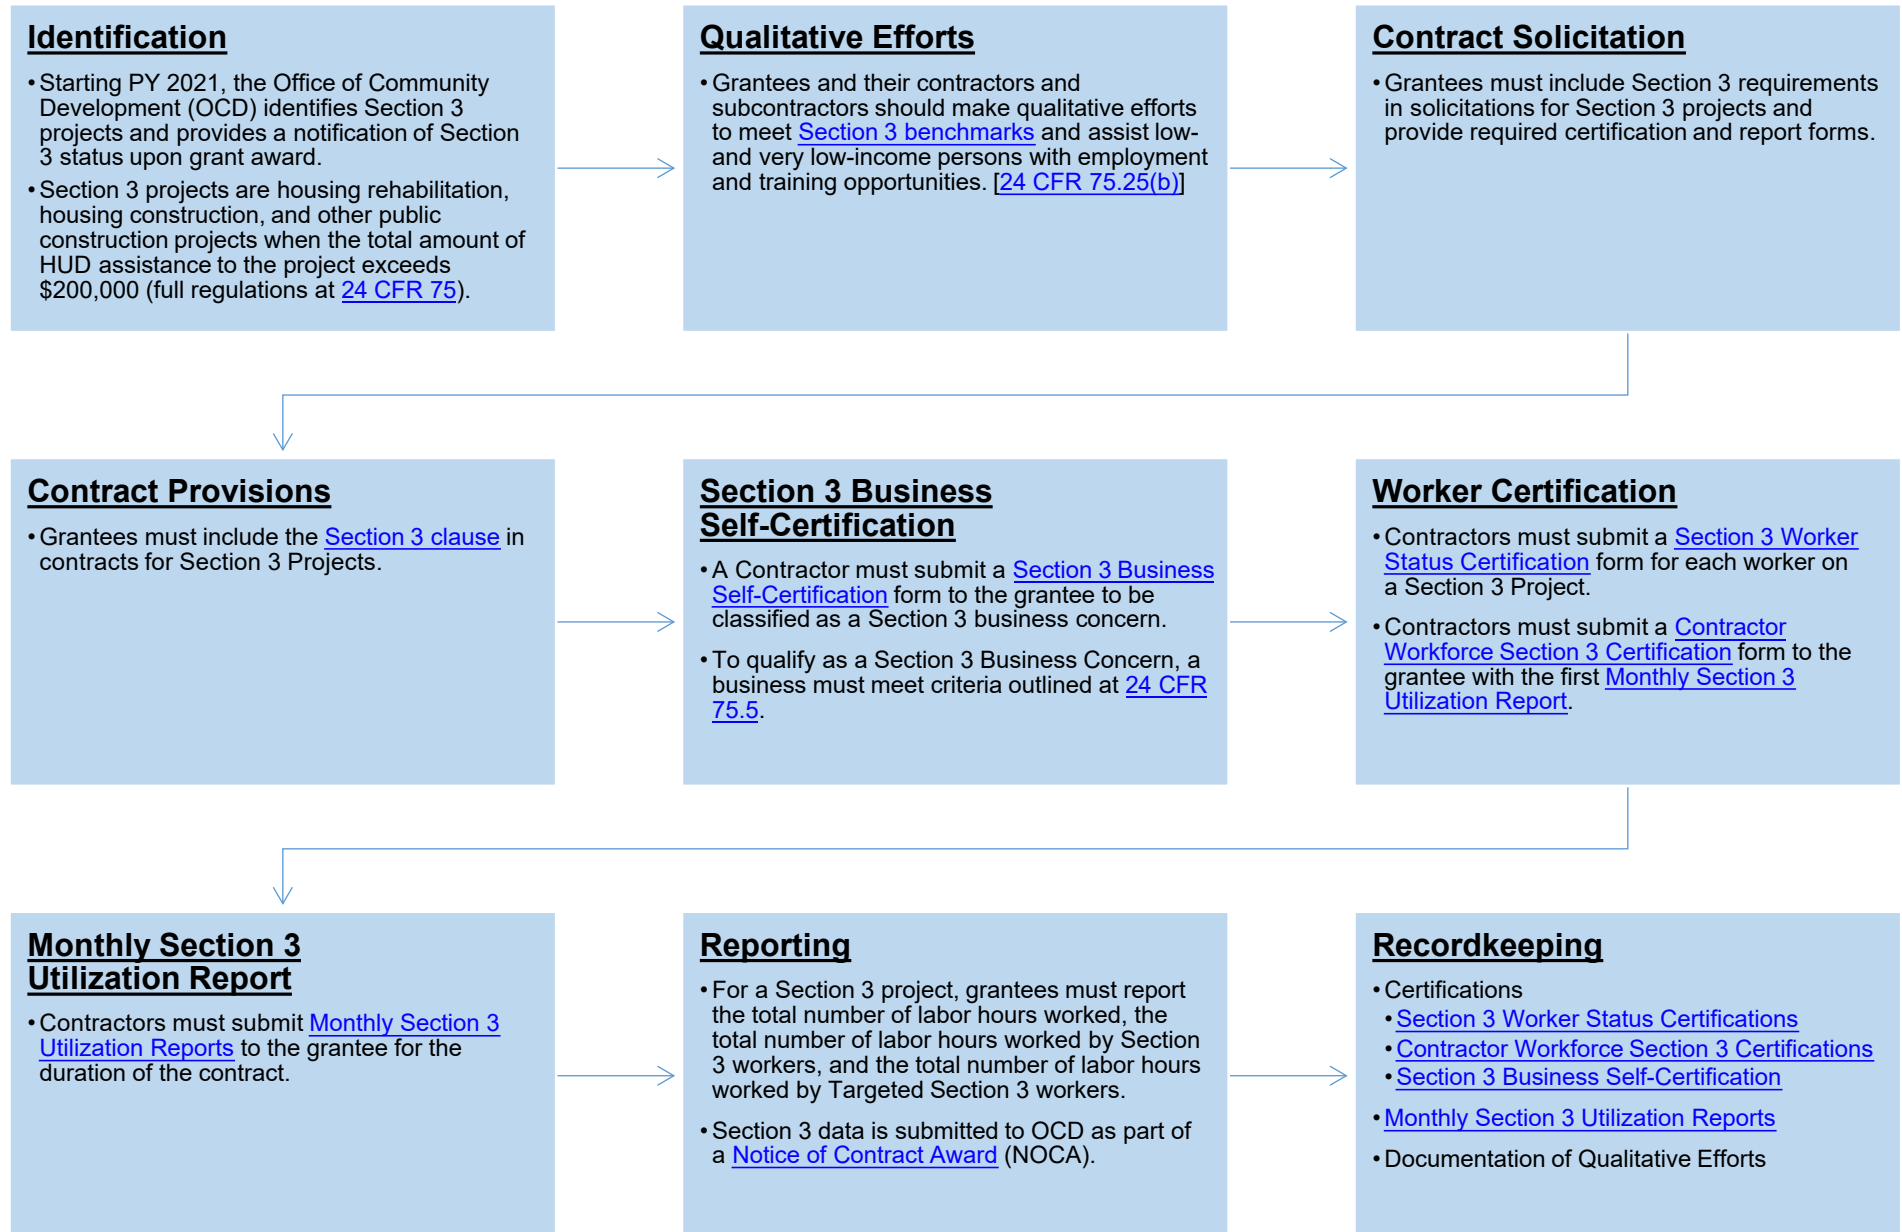 Identification
• Starting PY 2021, the Office of Community
Development (OCD) identifies Section 3
projects and provides a notification of Section
3 status upon grant award.
• Section 3 projects are housing rehabilitation,
housing construction, and other public
construction projects when the total amount of
HUD assistance to the project exceeds
$200,000 (full regulations at 24 CFR 75).
Qualitative Efforts
• Grantees and their contractors and
subcontractors should make qualitative efforts
to meet Section 3 benchmarks and assist low-
and very low-income persons with employment
and training opportunities. [24 CFR 75.25(b)]
Contract Solicitation
• Grantees must include Section 3 requirements
in solicitations for Section 3 projects and
provide required certification and report forms.
Contract Provisions
• Grantees must include the Section 3 clause in
contracts for Section 3 Projects.
Section 3 Business
Self-Certification
• A Contractor must submit a Section 3 Business
Self-Certification form to the grantee to be
classified as a Section 3 business concern.
• To qualify as a Section 3 Business Concern, a
business must meet criteria outlined at 24 CFR
75.5.
Worker Certification
• Contractors must submit a Section 3 Worker
Status Certification form for each worker on
a Section 3 Project.
• Contractors must submit a Contractor
Workforce Section 3 Certification form to the
grantee with the first Monthly Section 3
Utilization Report.
Monthly Section 3
Utilization Report
• Contractors must submit Monthly Section 3
Utilization Reports to the grantee for the
duration of the contract.
Reporting
• For a Section 3 project, grantees must report
the total number of labor hours worked, the
total number of labor hours worked by Section
3 workers, and the total number of labor hours
worked by Targeted Section 3 workers.
• Section 3 data is submitted to OCD as part of
a Notice of Contract Award (NOCA).
Recordkeeping
• Certifications
• Section 3 Worker Status Certifications
• Contractor Workforce Section 3 Certifications
• Section 3 Business Self-Certification
• Monthly Section 3 Utilization Reports
• Documentation of Qualitative Efforts